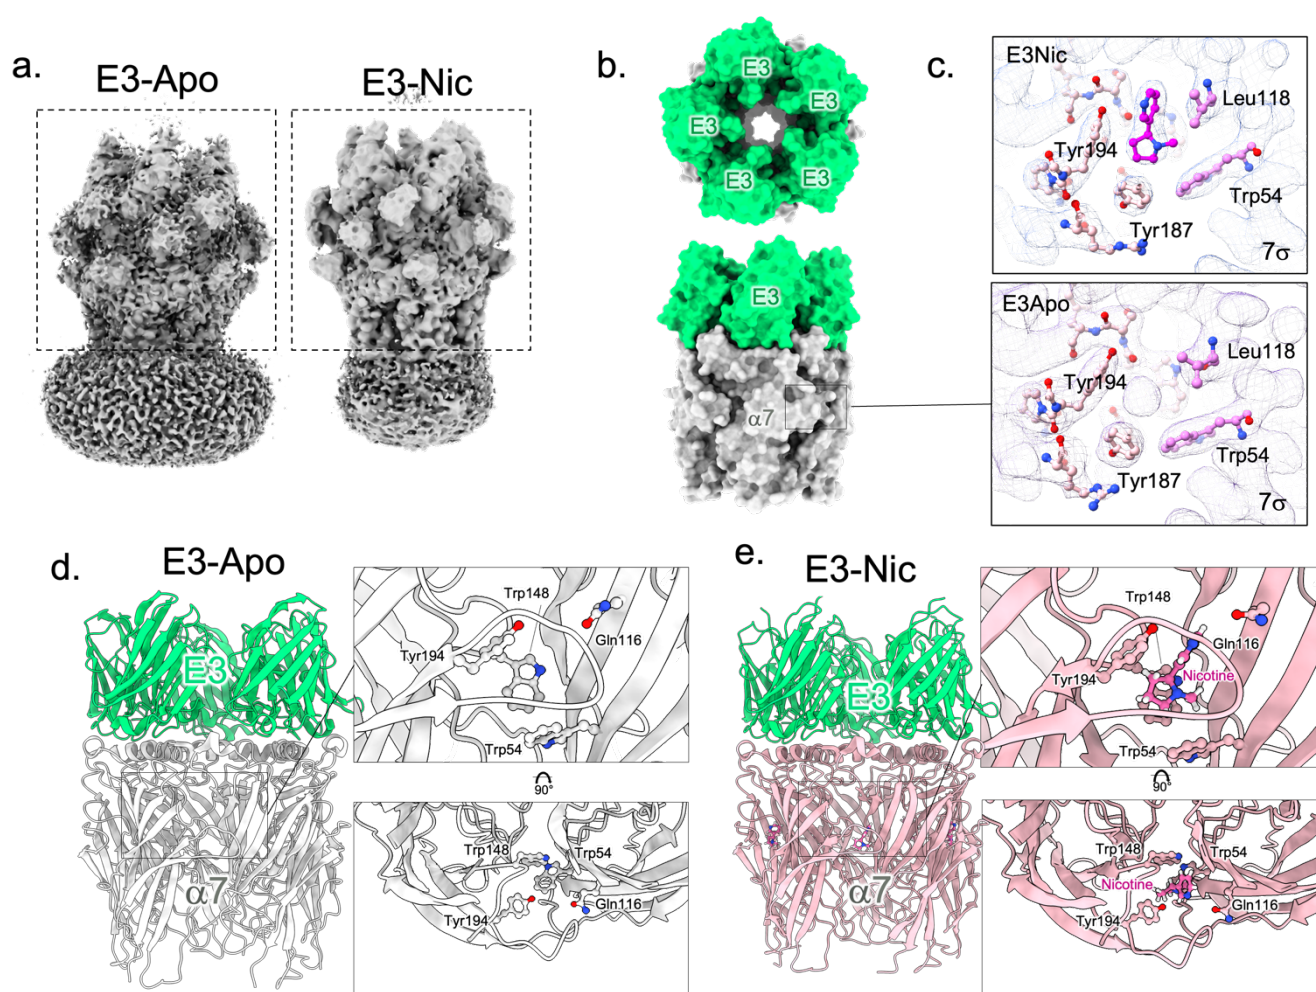 a.
E3-Apo
E3-Nic
b.
E3
E3
E3
E3
E3
E3
α7
c.
E3Nic
Leu118
Tyr194
Trp54
Tyr187
7σ
E3Apo
Leu118
Tyr194
Trp54
Tyr187
7σ
d.
E3-Apo
E3
α7
Trp148
Gln116
Tyr194
Trp54
90°
Trp148
Trp54
Gln116
Tyr194
e.
E3-Nic
E3
α7
Trp148
Gln116
Tyr194
Nicotine
Trp54
90°
Trp148
Trp54
Nicotine
Gln116
Tyr194